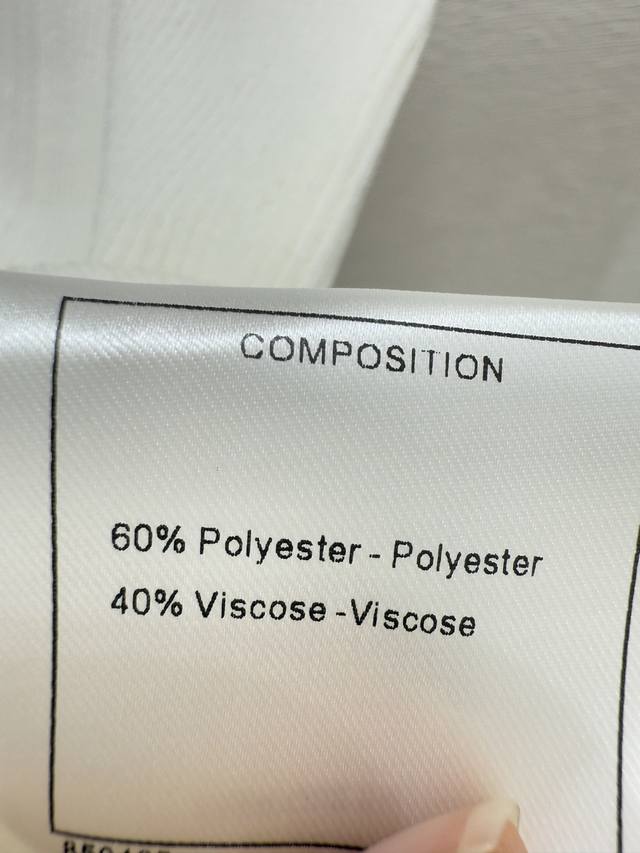 COMPOSITION
60% Polyester - Polyester
40% Viscose -Viscose